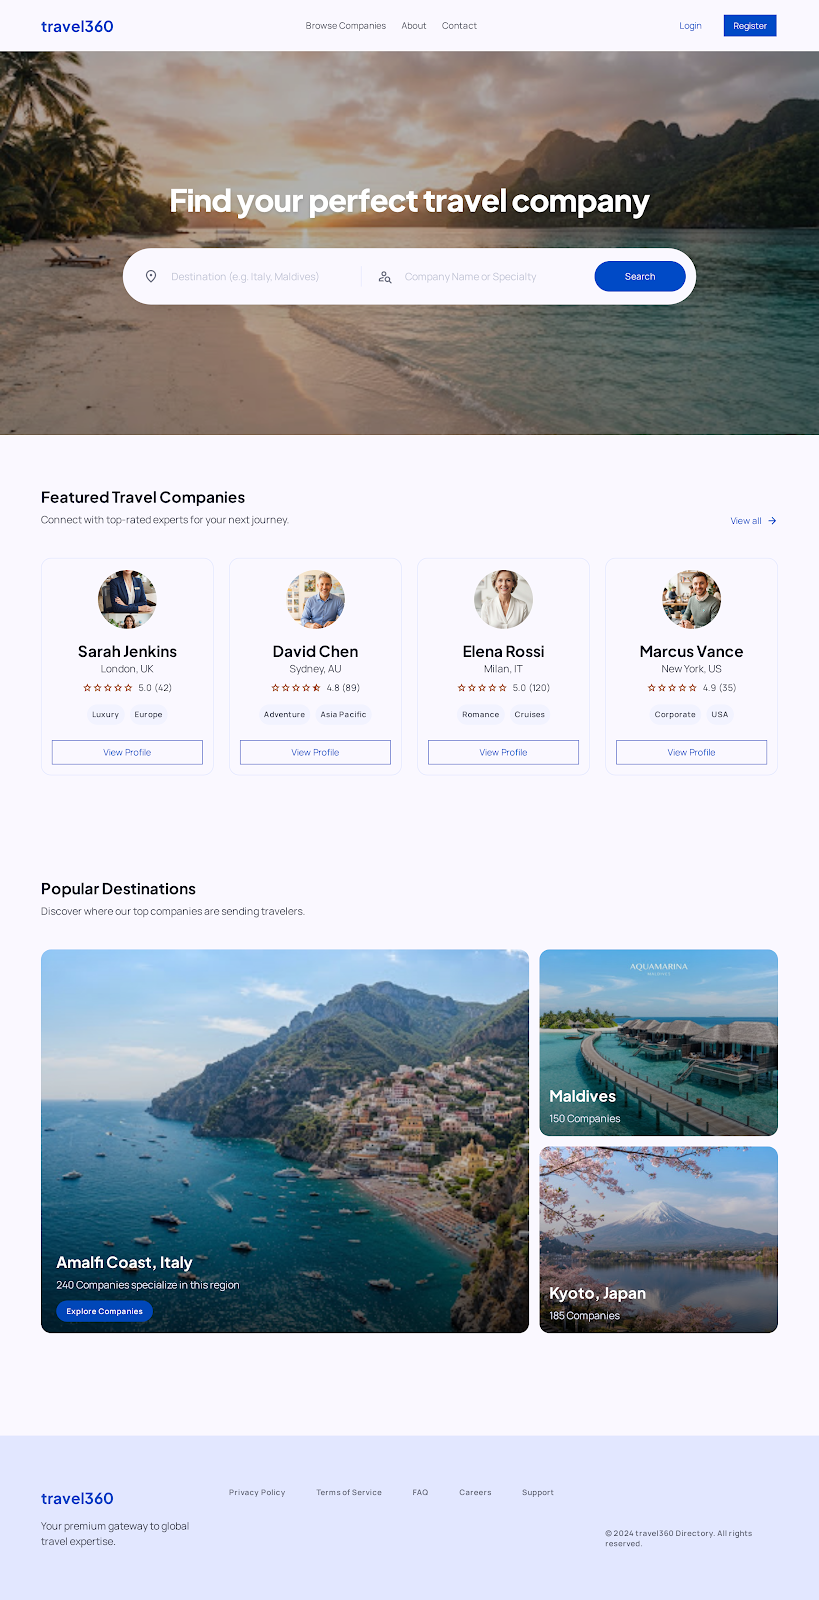 travel360
Browse Companies About Contact
Login
Register
Find your perfect travel company
Destination (e.g. Italy, Maldives)
Company Name or Specialty
Search
Featured Travel Companies
Connect with top-rated experts for your next journey.
View all
Sarah Jenkins
London, UK
5.0 (42)
Luxury Europe
View Profile
David Chen
Sydney, AU
4.8 (89)
Adventure Asia Pacific
View Profile
Elena Rossi
Milan, IT
5.0 (120)
Romance Cruises
View Profile
Marcus Vance
New York, US
4.9 (35)
Corporate USA
View Profile
Popular Destinations
Discover where our top companies are sending travelers.
Amalfi Coast, Italy
240 Companies specialize in this region
Explore Companies
AQUAMARINA
MALDIVES
Maldives
150 Companies
Kyoto, Japan
185 Companies
travel360
Your premium gateway to global
travel expertise.
Privacy Policy Terms of Service FAQ Careers Support
© 2024 travel360 Directory. All rights
reserved.